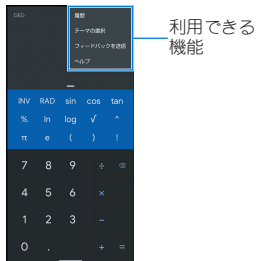 DEG
履歴
テーマの選択
フィードバックを送信
ヘルプ
利用できる
機能
INV RAD sin cos tan
% ln log √ ^
π e ( ) !
7 8 9 ÷ ⌫
4 5 6 ×
1 2 3 −
0 . + =